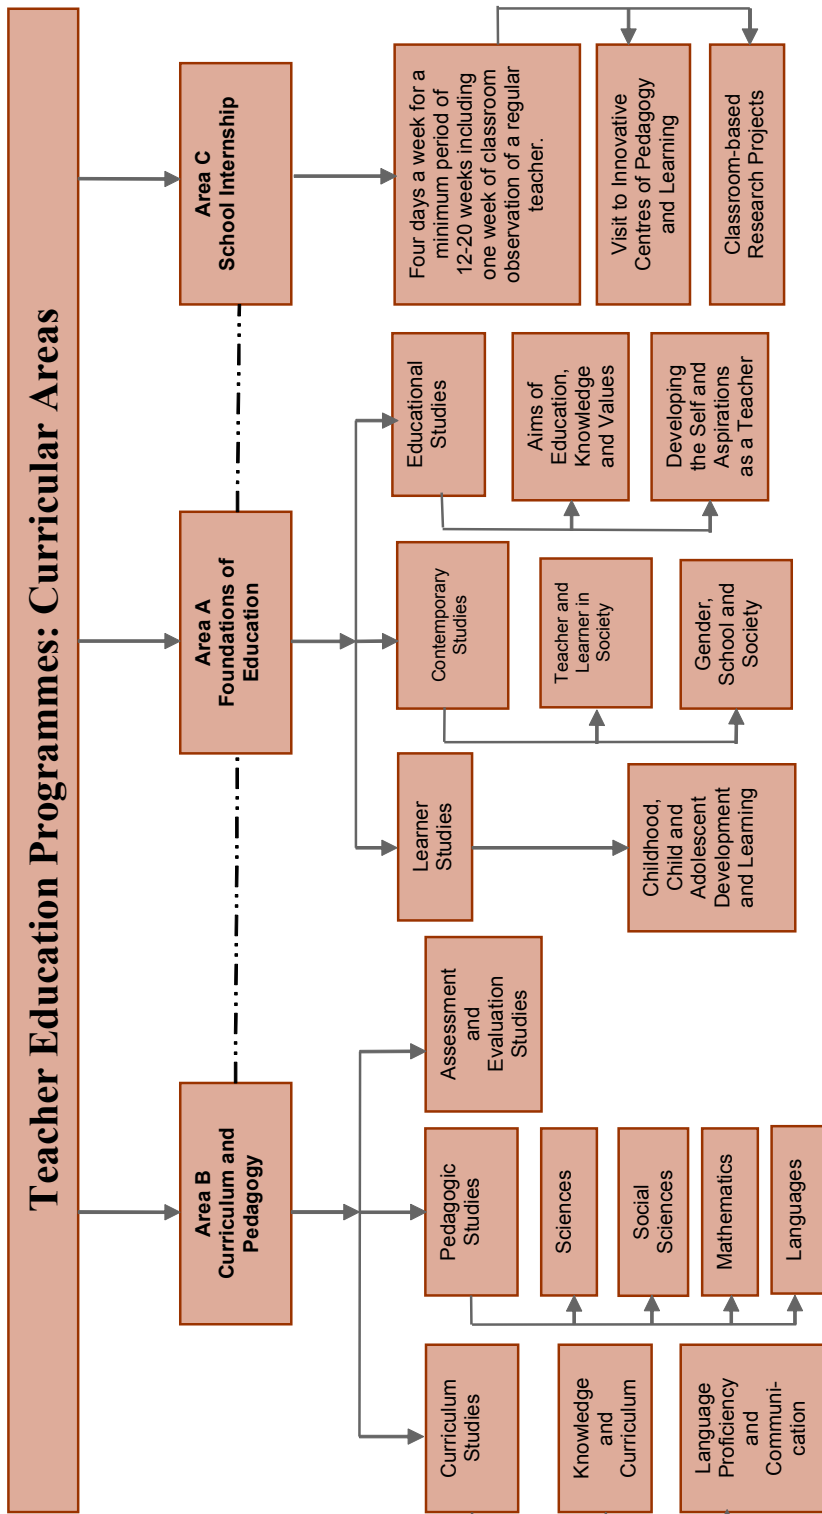 Teacher Education Programmes: Curricular Areas
Area B
Curriculum and
Pedagogy
Area A
Foundations of
Education
Area C
School Internship
Curriculum
Studies
Knowledge
and
Curriculum
Language
Proficiency
and
Communi-
cation
Pedagogic
Studies
Sciences
Social
Sciences
Mathematics
Languages
Assessment
and
Evaluation
Studies
Learner
Studies
Childhood,
Child and
Adolescent
Development
and Learning
Contemporary
Studies
Teacher and
Learner in
Society
Gender,
School and
Society
Educational
Studies
Aims of
Education,
Knowledge
and Values
Developing
the Self and
Aspirations
as a Teacher
Four days a week for a
minimum period of
12-20 weeks including
one week of classroom
observation of a regular
teacher.
Visit to Innovative
Centres of Pedagogy
and Learning
Classroom-based
Research Projects